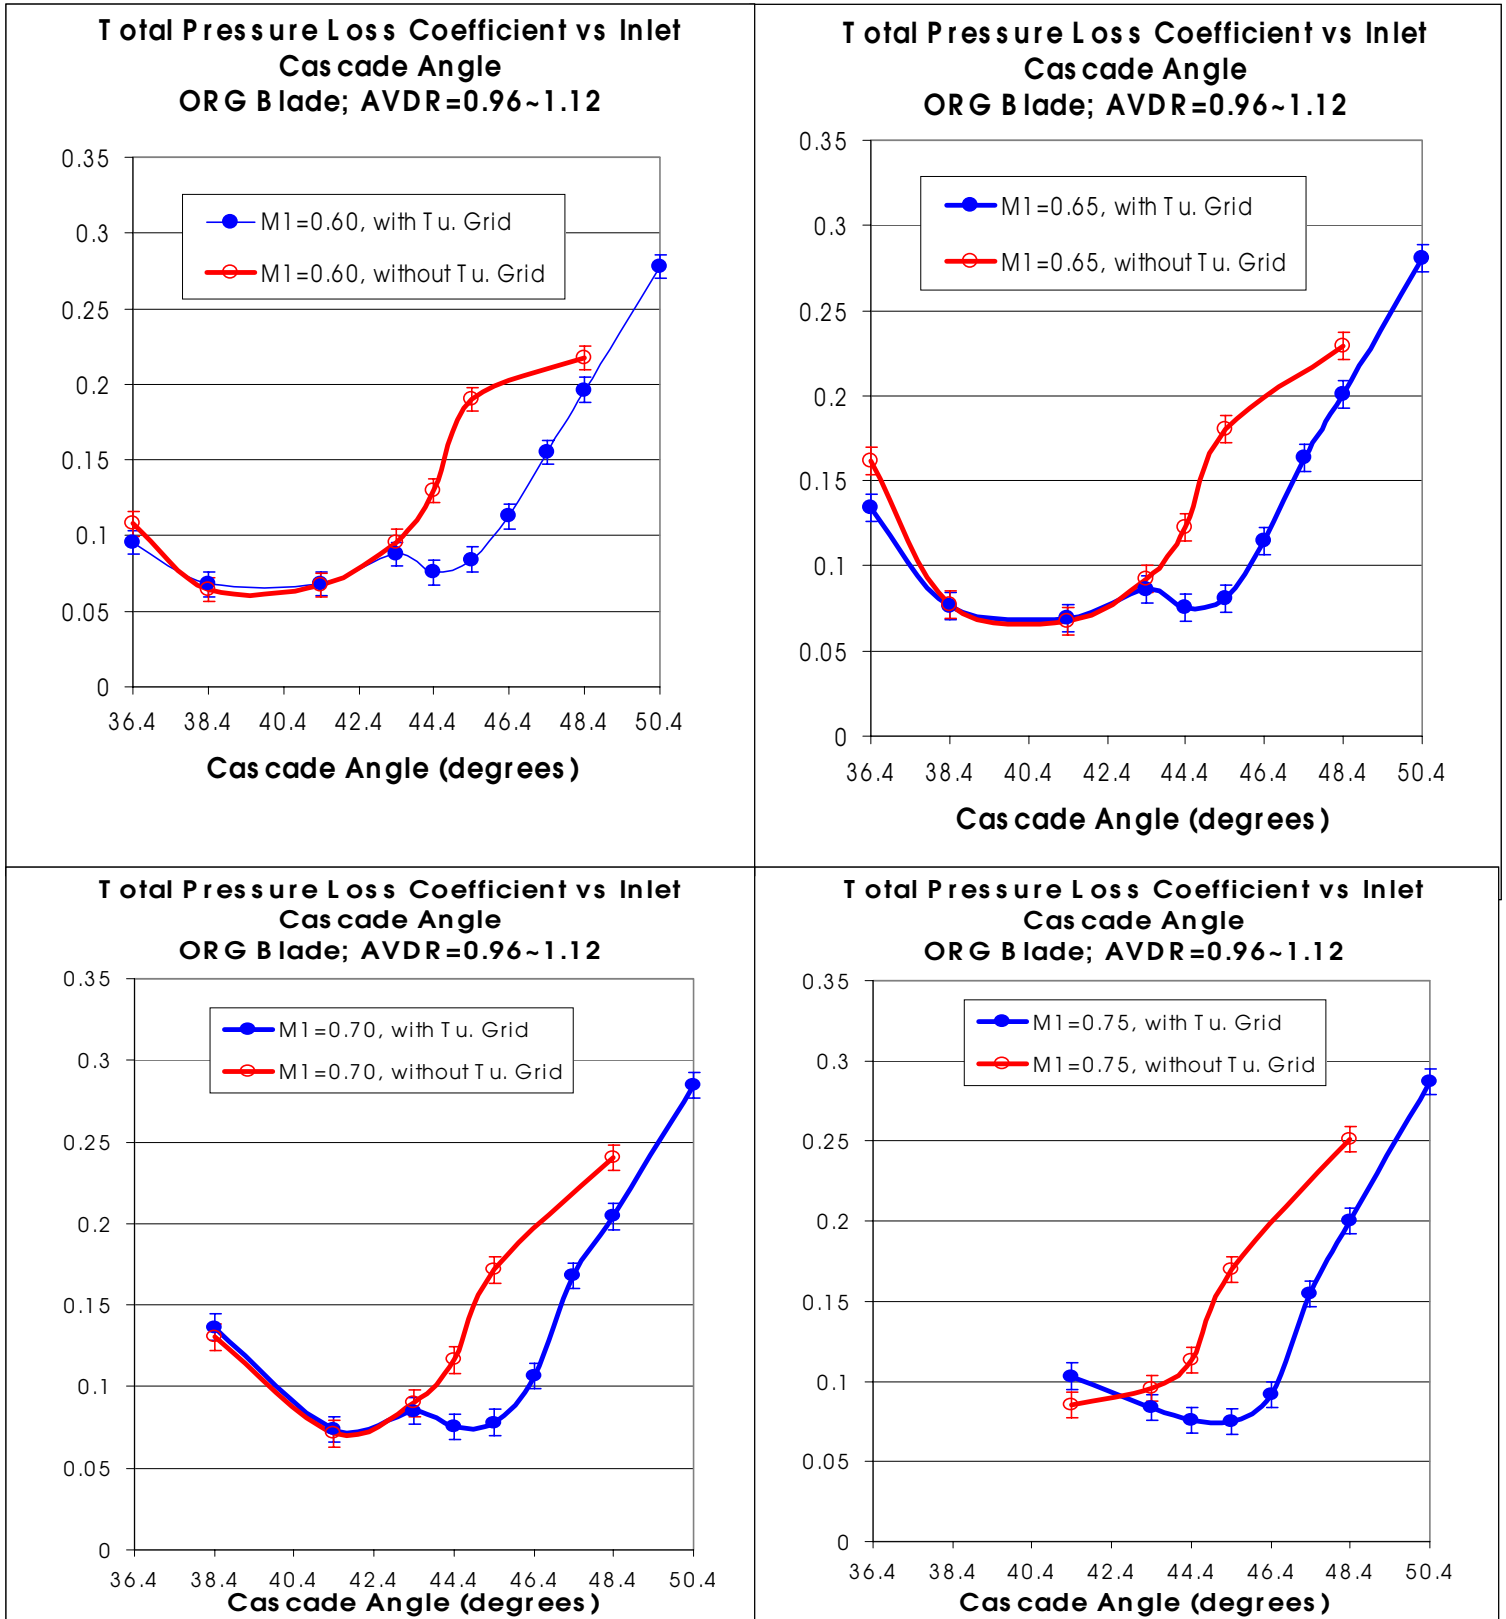 Total Pressure Loss Coefficient vs Inlet
Cascade Angle
ORG Blade; AVDR=0.96~1.12
0.35
0.3
0.25
0.2
0.15
0.1
0.05
0
M1=0.60, with Tu. Grid
M1=0.60, without Tu. Grid
36.4 38.4 40.4 42.4 44.4 46.4 48.4 50.4
Cascade Angle (degrees)
Total Pressure Loss Coefficient vs Inlet
Cascade Angle
ORG Blade; AVDR=0.96~1.12
0.35
0.3
0.25
0.2
0.15
0.1
0.05
0
M1=0.65, with Tu. Grid
M1=0.65, without Tu. Grid
36.4 38.4 40.4 42.4 44.4 46.4 48.4 50.4
Cascade Angle (degrees)
Total Pressure Loss Coefficient vs Inlet
Cascade Angle
ORG Blade; AVDR=0.96~1.12
0.35
0.3
0.25
0.2
0.15
0.1
0.05
0
M1=0.70, with Tu. Grid
M1=0.70, without Tu. Grid
36.4 38.4 40.4 42.4 44.4 46.4 48.4 50.4
Cascade Angle (degrees)
Total Pressure Loss Coefficient vs Inlet
Cascade Angle
ORG Blade; AVDR=0.96~1.12
0.35
0.3
0.25
0.2
0.15
0.1
0.05
0
M1=0.75, with Tu. Grid
M1=0.75, without Tu. Grid
36.4 38.4 40.4 42.4 44.4 46.4 48.4 50.4
Cascade Angle (degrees)